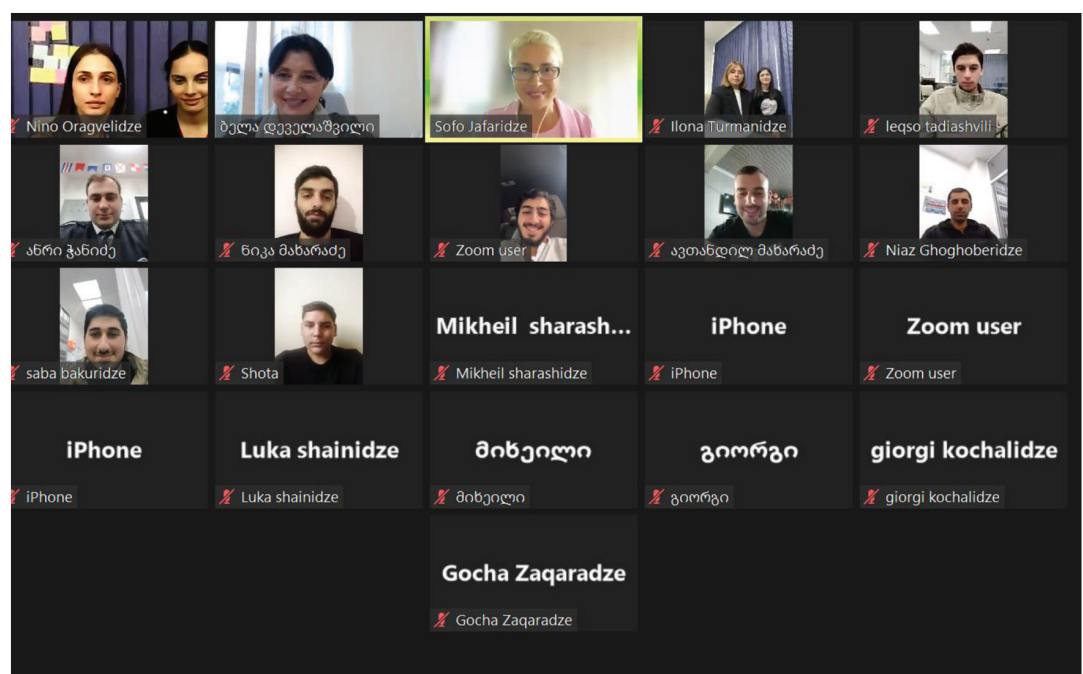 Nino Oragvelidze
ბელა დეველაშვილი
Sofo Jafaridze
Ilona Turmanidze
leqso tadiashvili
ანრი ჭანიძე
ნიკა მახარაძე
Zoom user
ავთანდილ მახარაძე
Niaz Ghoghoberidze
saba bakuridze
Shota
Mikheil sharash...
Mikheil sharashidze
iPhone
iPhone
Zoom user
Zoom user
iPhone
iPhone
Luka shainidze
Luka shainidze
მიხეილი
მიხეილი
გიორგი
გიორგი
giorgi kochalidze
giorgi kochalidze
Gocha Zaqaradze
Gocha Zaqaradze